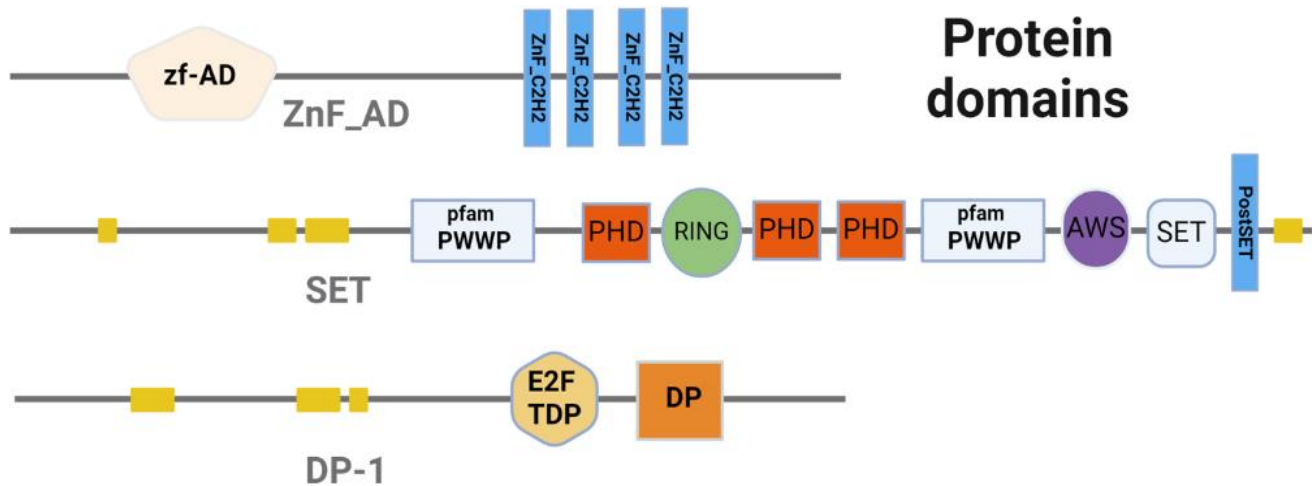 Protein
domains
zf-AD
ZnF_C2H2
ZnF_C2H2
ZnF_C2H2
ZnF_C2H2
ZnF_AD
pfam
PWWP
PHD
RING
PHD
PHD
pfam
PWWP
AWS
SET
PostSET
SET
E2F
TDP
DP
DP-1